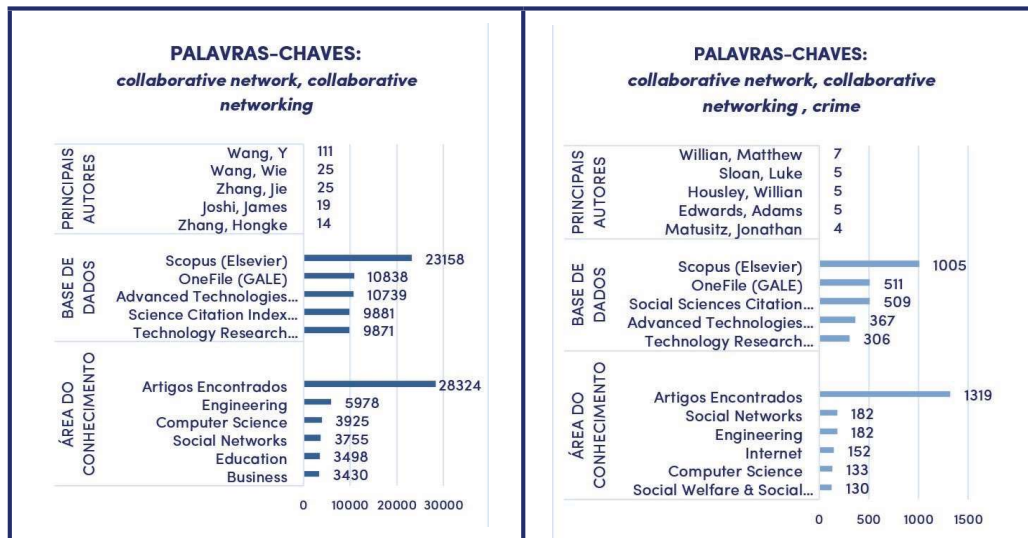 PALAVRAS-CHAVES:
collaborative network, collaborative
networking
PRINCIPAIS
AUTORES
Wang, Y 111
Wang, Wie 25
Zhang, Jie 25
Joshi, James 19
Zhang, Hongke 14
BASE DE
DADOS
Scopus (Elsevier) 23158
OneFile (GALE) 10838
Advanced Technologies... 10739
Science Citation Index... 9881
Technology Research... 9871
ÁREA DO
CONHECIMENTO
Artigos Encontrados 28324
Engineering 5978
Computer Science 3925
Social Networks 3755
Education 3498
Business 3430
0 10000 20000 30000
PALAVRAS-CHAVES:
collaborative network, collaborative
networking , crime
PRINCIPAIS
AUTORES
Willian, Matthew 7
Sloan, Luke 5
Housley, Willian 5
Edwards, Adams 5
Matusitz, Jonathan 4
BASE DE
DADOS
Scopus (Elsevier) 1005
OneFile (GALE) 511
Social Sciences Citation... 509
Advanced Technologies... 367
Technology Research... 306
ÁREA DO
CONHECIMENTO
Artigos Encontrados 1319
Social Networks 182
Engineering 182
Internet 152
Computer Science 133
Social Welfare & Social... 130
0 500 1000 1500